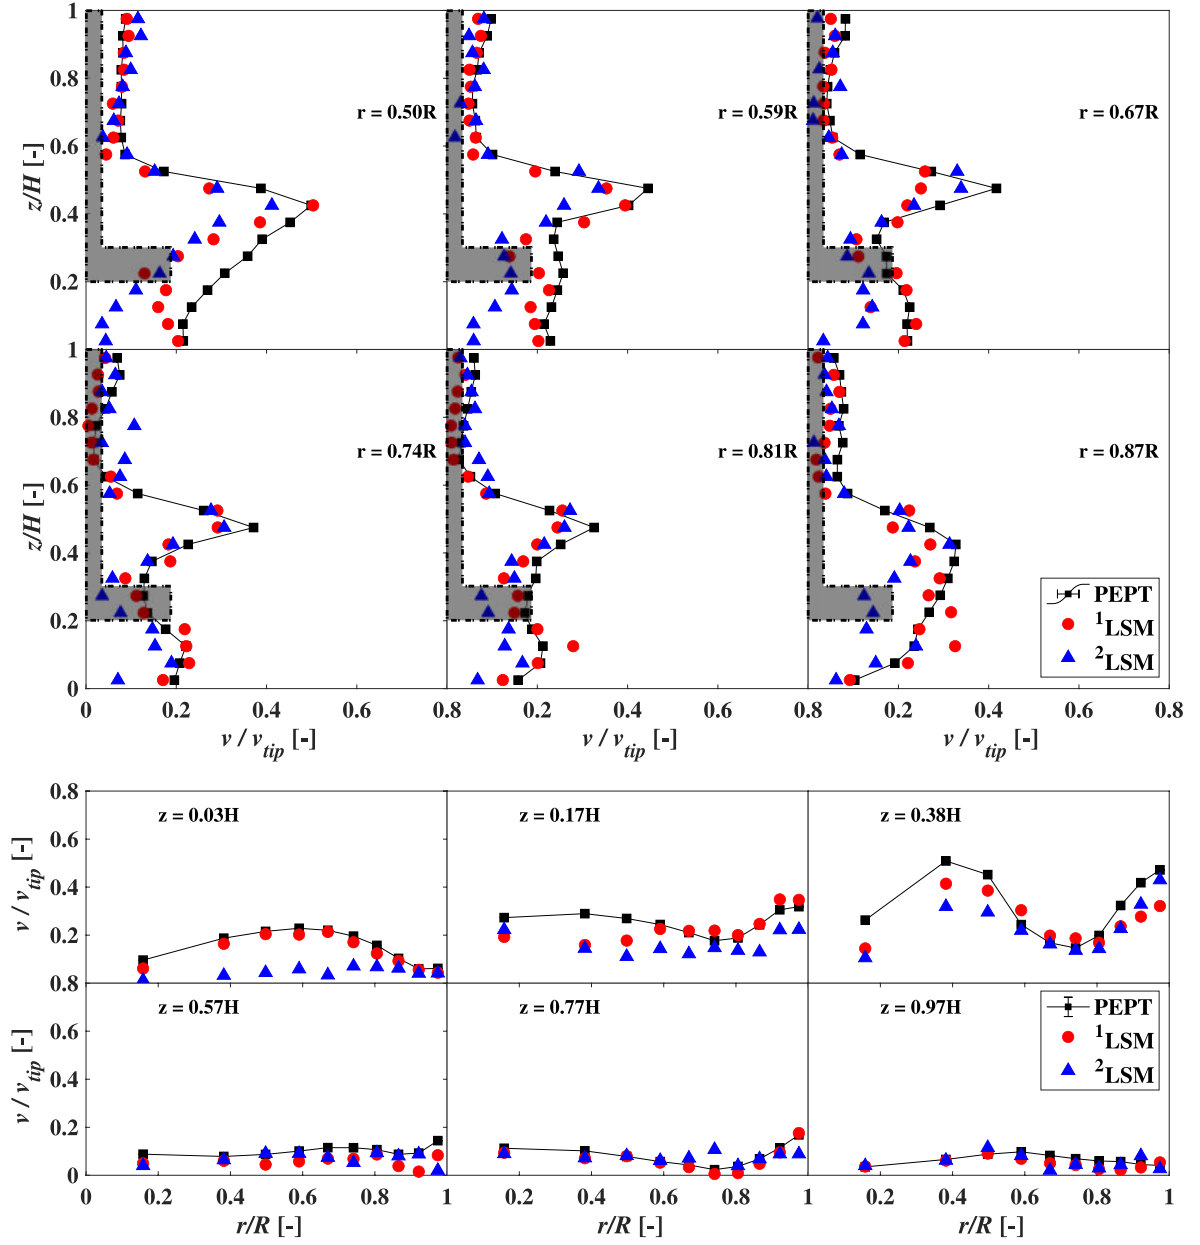 1
0.8
0.6
0.4
0.2
z/H [-]
r = 0.50R
r = 0.59R
r = 0.67R
1
0.8
0.6
0.4
0.2
0
z/H [-]
r = 0.74R
r = 0.81R
r = 0.87R
PEPT
1LSM
2LSM
0 0.2 0.4 0.6 0.8 0.2 0.4 0.6 0.8 0.2 0.4 0.6 0.8
v / vtip [-] v / vtip [-] v / vtip [-]
0.8
0.6
0.4
0.2
v / vtip [-]
z = 0.03H
z = 0.17H
z = 0.38H
0.8
0.6
0.4
0.2
0
v / vtip [-]
z = 0.57H
z = 0.77H
z = 0.97H
PEPT
1LSM
2LSM
0 0.2 0.4 0.6 0.8 1 0.2 0.4 0.6 0.8 1 0.2 0.4 0.6 0.8 1
r/R [-] r/R [-] r/R [-]